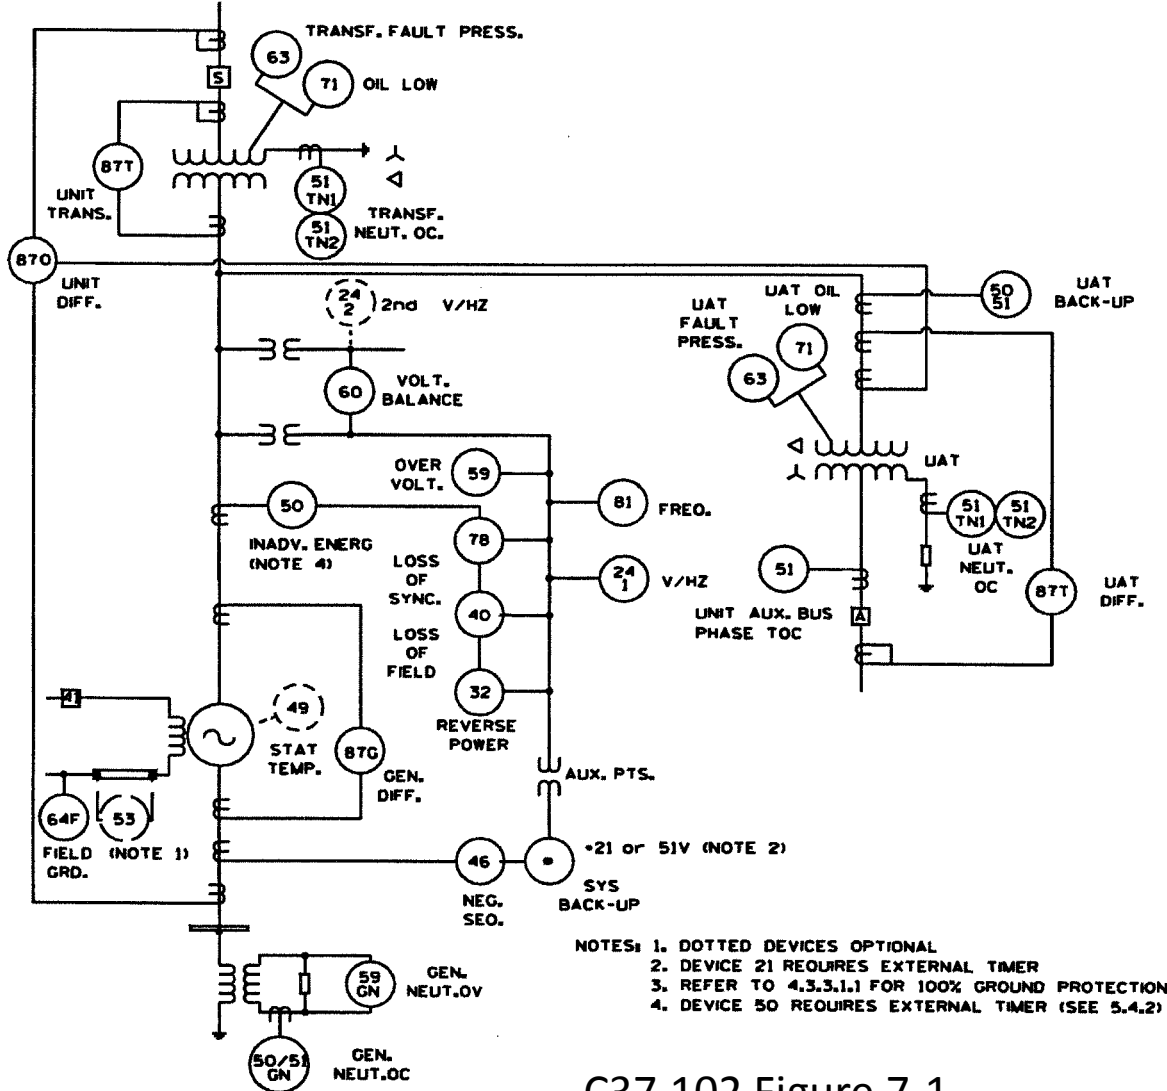 TRANSF. FAULT PRESS.
63
71
OIL LOW
S
87T
UNIT
TRANS.
51
TN1
51
TN2
TRANSF.
NEUT. OC.
87O
UNIT
DIFF.
24
2
2nd V/HZ
60
VOLT.
BALANCE
50
51
UAT
BACK-UP
UAT OIL
LOW
UAT
FAULT
PRESS.
71
63
UAT
OVER
VOLT.
59
81
FREQ.
50
INADV. ENERG
(NOTE 4)
78
LOSS
OF
SYNC.
24
1
V/HZ
40
LOSS
OF
FIELD
32
REVERSE
POWER
51
TN1
51
TN2
UAT
NEUT.
OC
51
UNIT AUX. BUS
PHASE TOC
A
87T
UAT
DIFF.
41
49
STAT
TEMP.
87G
GEN.
DIFF.
AUX. PTS.
64F
53
FIELD
GRD.
(NOTE 1)
46
NEG.
SEQ.
*
*21 or 51V (NOTE 2)
SYS
BACK-UP
59
GN
GEN.
NEUT.OV
50/51
GN
GEN.
NEUT.OC
NOTES: 1. DOTTED DEVICES OPTIONAL
2. DEVICE 21 REQUIRES EXTERNAL TIMER
3. REFER TO 4.3.3.1.1 FOR 100% GROUND PROTECTION
4. DEVICE 50 REQUIRES EXTERNAL TIMER (SEE 5.4.2)
C37.102 Figure 7-1